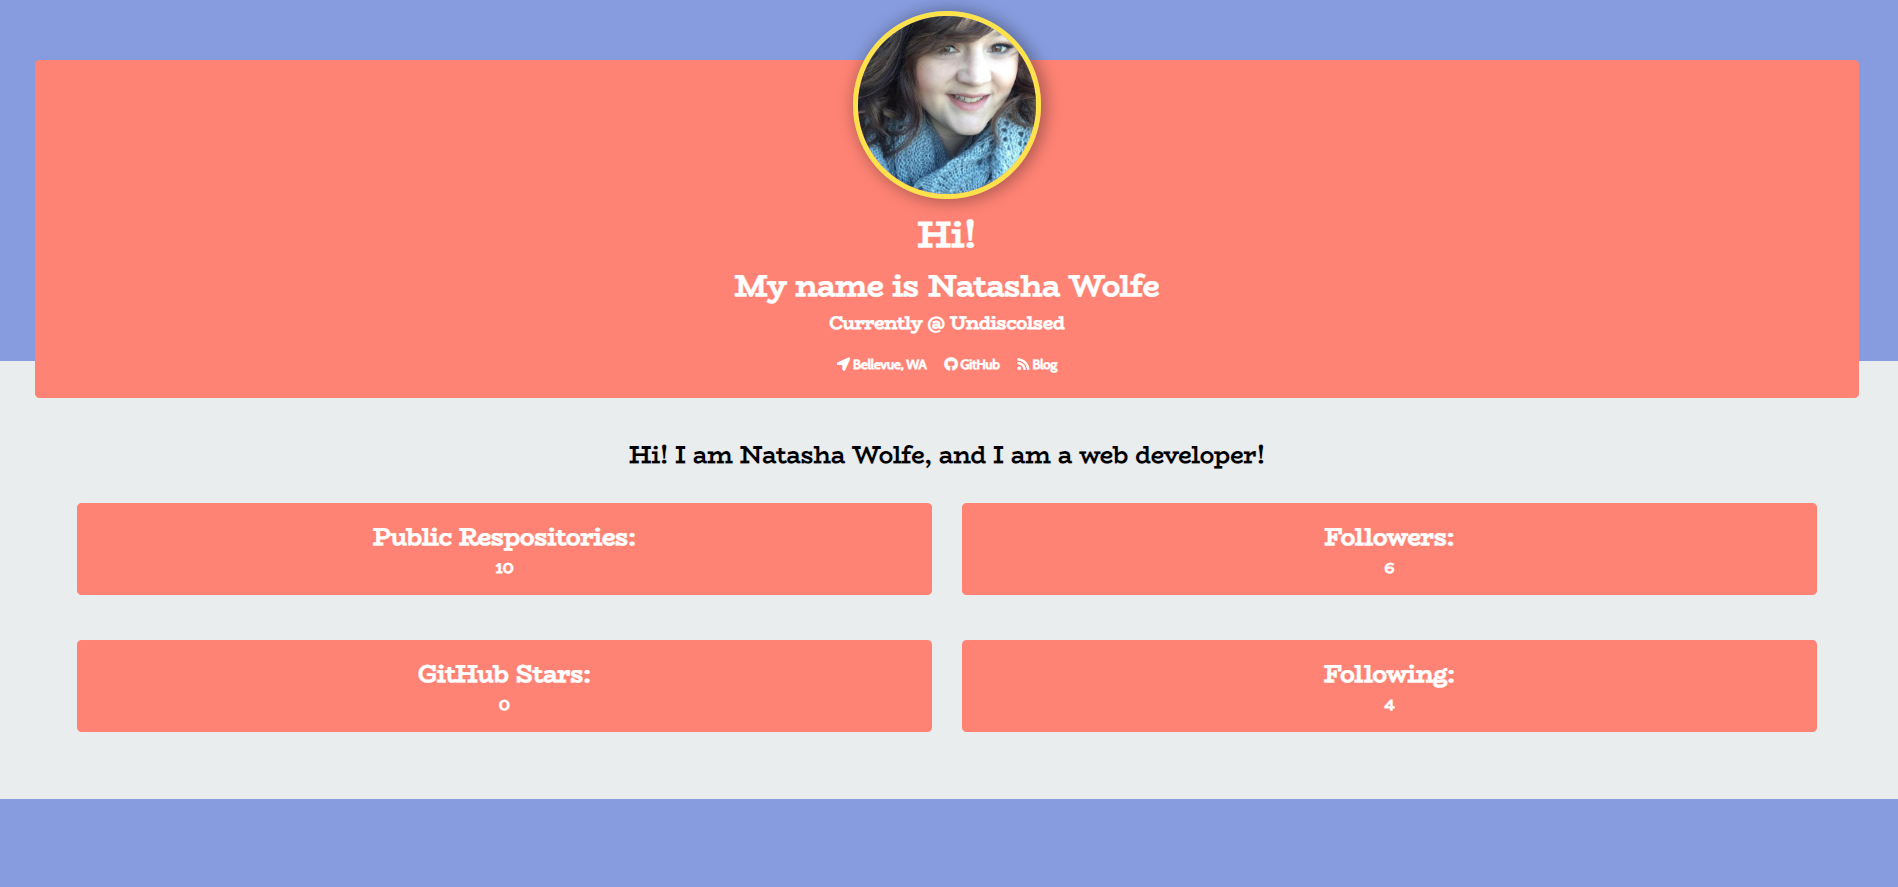 Hi!
My name is Natasha Wolfe
Currently @ Undiscolsed
Bellevue, WA GitHub Blog
Hi! I am Natasha Wolfe, and I am a web developer!
Public Respositories:
10
Followers:
6
GitHub Stars:
0
Following:
4